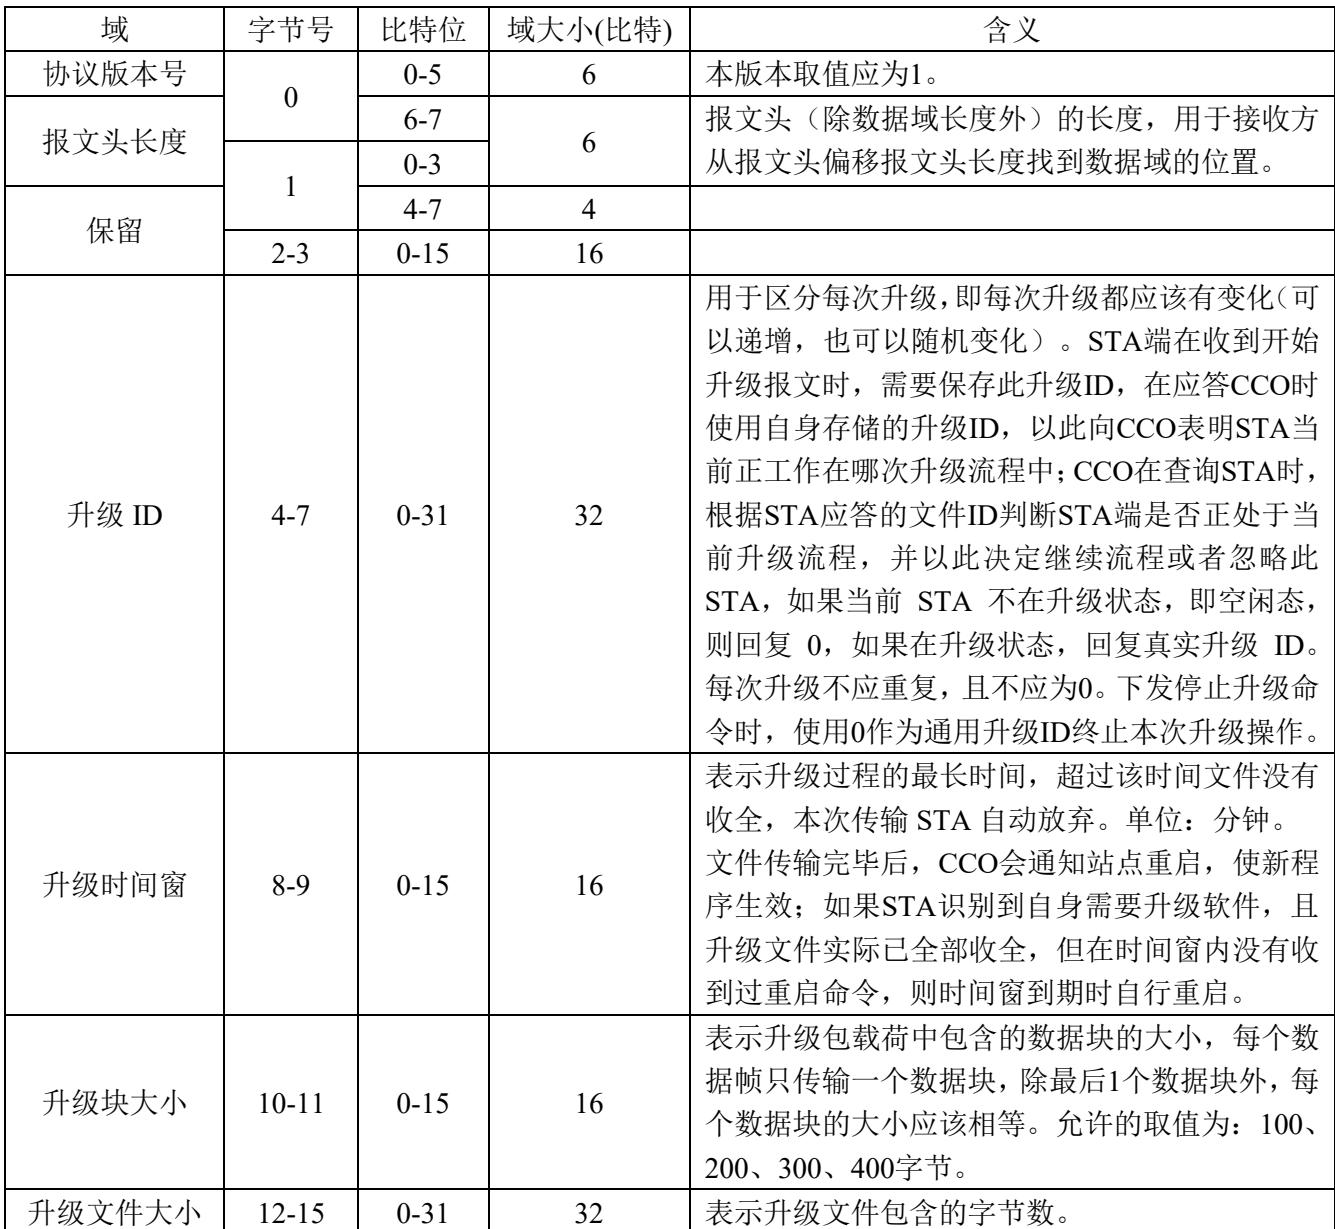 域 字节号 比特位 域大小(比特) 含义
协议版本号 0 0-5 6 本版本取值应为1。
报文头长度 6-7 6 报文头（除数据域长度外）的长度，用于接收方
1 0-3 从报文头偏移报文头长度找到数据域的位置。
保留 4-7 4
2-3 0-15 16
用于区分每次升级，即每次升级都应该有变化（可
以递增，也可以随机变化）。STA端在收到开始
升级报文时，需要保存此升级ID，在应答CCO时
使用自身存储的升级ID，以此向CCO表明STA当
前正工作在哪次升级流程中；CCO在查询STA时，
升级 ID 4-7 0-31 32 根据STA应答的文件ID判断STA端是否正处于当
前升级流程，并以此决定继续流程或者忽略此
STA，如果当前 STA 不在升级状态，即空闲态，
则回复 0，如果在升级状态，回复真实升级 ID。
每次升级不应重复，且不应为0。下发停止升级命
令时，使用0作为通用升级ID终止本次升级操作。
表示升级过程的最长时间，超过该时间文件没有
收全，本次传输 STA 自动放弃。单位：分钟。
文件传输完毕后，CCO会通知站点重启，使新程
升级时间窗 8-9 0-15 16 序生效；如果STA识别到自身需要升级软件，且
升级文件实际已全部收全，但在时间窗内没有收
到过重启命令，则时间窗到期时自行重启。
表示升级包载荷中包含的数据块的大小，每个数
升级块大小 10-11 0-15 16 据帧只传输一个数据块，除最后1个数据块外，每
个数据块的大小应该相等。允许的取值为：100、
200、300、400字节。
升级文件大小 12-15 0-31 32 表示升级文件包含的字节数。